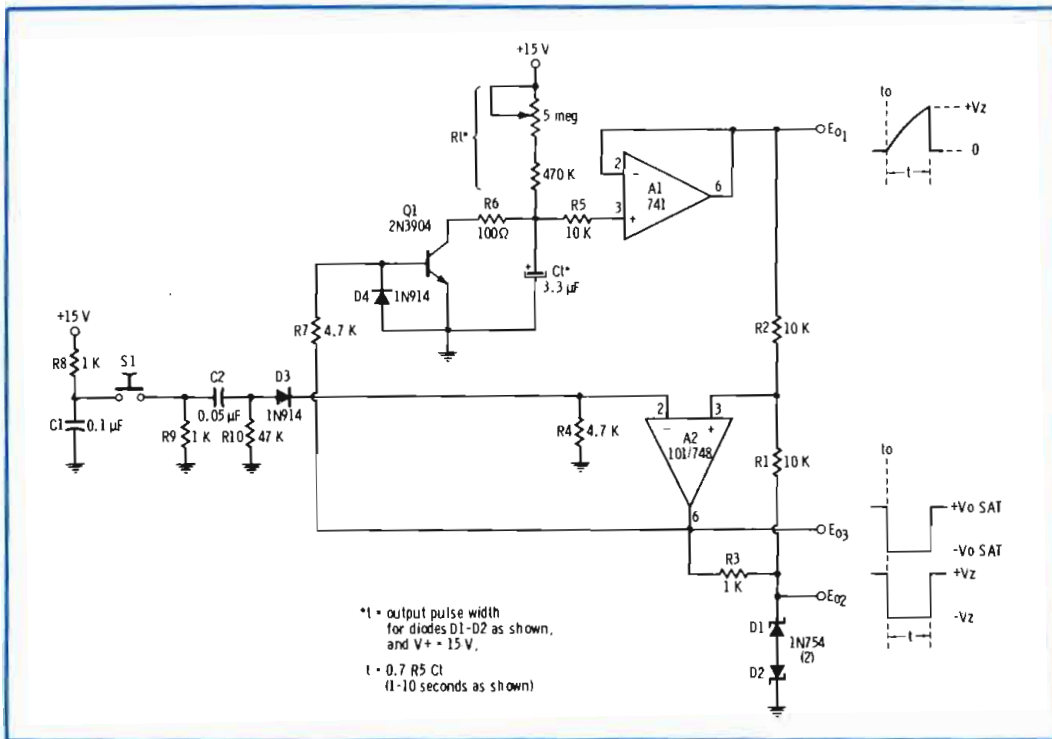 +15 V
5 meg
Rt*
470 K
Q1
2N3904
R6
100Ω
R5
10 K
2
3
-
+
A1
741
6
Eo1
to
+Vz
0
t
D4
1N914
+
Ct*
3.3 µF
R7
4.7 K
R2
10 K
+15 V
R8
1 K
S1
C1
0.1 µF
R9
1 K
C2
0.05 µF
R10
47 K
D3
1N914
R4
4.7 K
2
3
-
+
A2
101/748
6
R1
10 K
Eo3
R3
1 K
Eo2
to
+Vo SAT
-Vo SAT
+Vz
-Vz
t
D1
1N754
(2)
D2
*t = output pulse width
for diodes D1-D2 as shown,
and V+ = 15 V,
t = 0.7 R5 Ct
(1-10 seconds as shown)